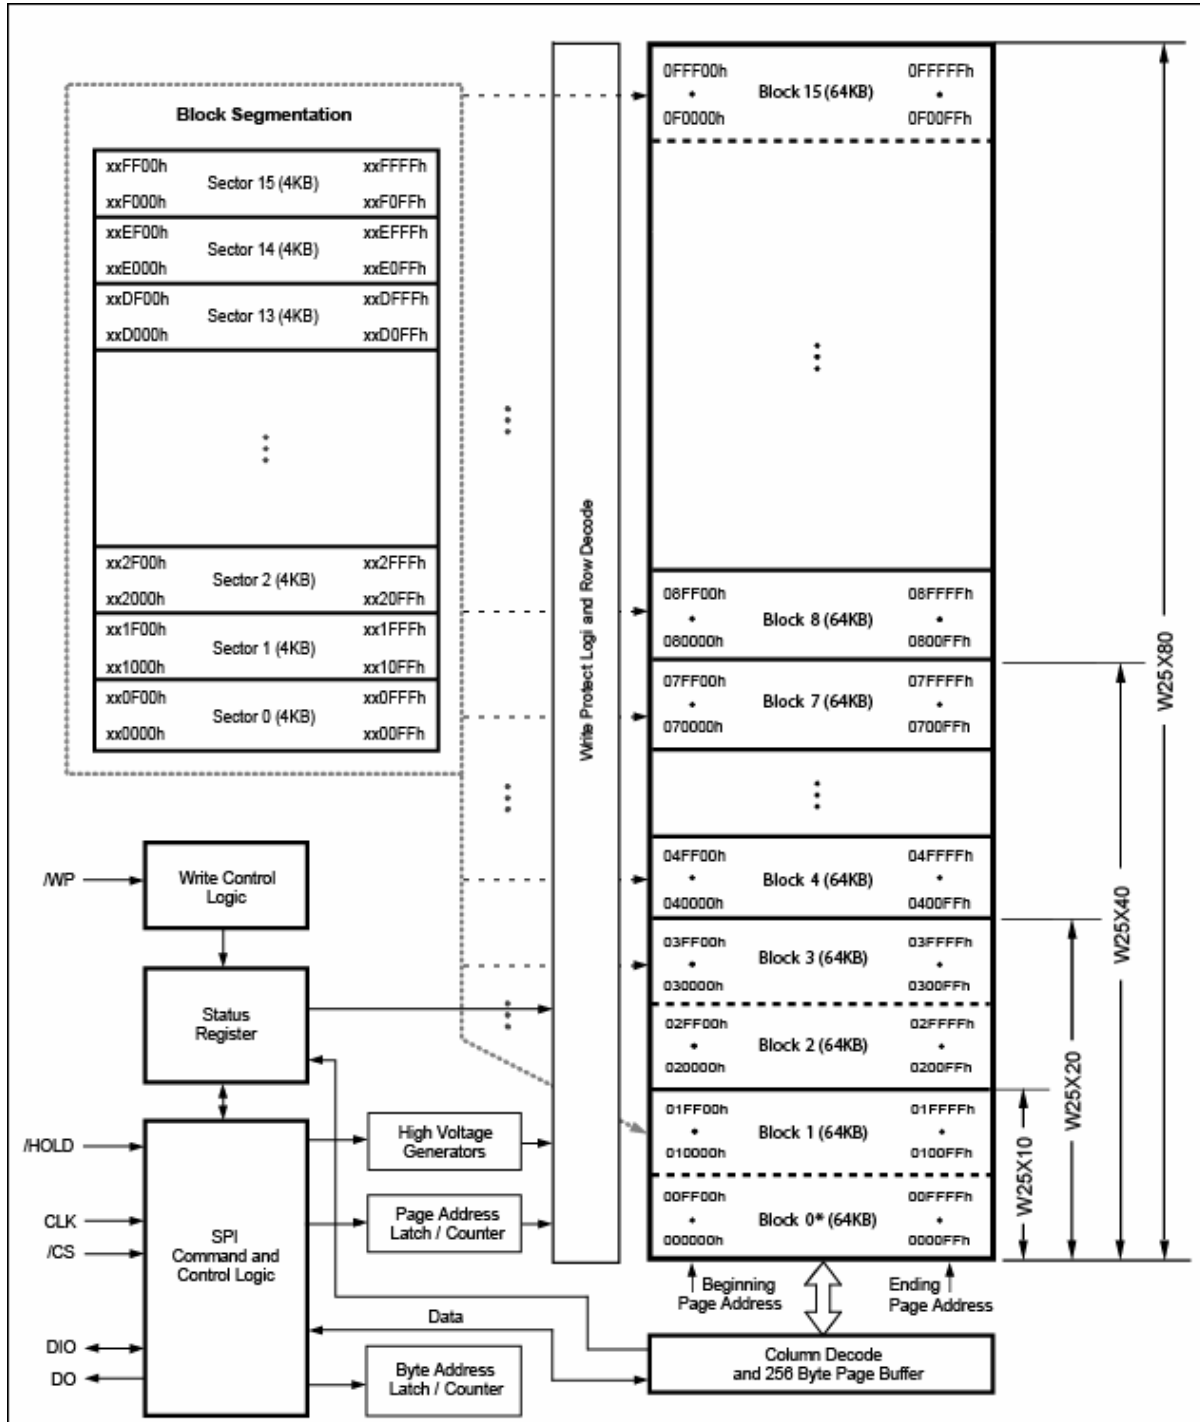 Block Segmentation
xxFF00h xxFFFFh
Sector 15 (4KB)
xxF000h xxF0FFh
xxEF00h xxEFFFh
Sector 14 (4KB)
xxE000h xxE0FFh
xxDF00h xxDFFFh
Sector 13 (4KB)
xxD000h xxD0FFh
xx2F00h xx2FFFh
Sector 2 (4KB)
xx2000h xx20FFh
xx1F00h xx1FFFh
Sector 1 (4KB)
xx1000h xx10FFh
xx0F00h xx0FFFh
Sector 0 (4KB)
xx0000h xx00FFh
Write Protect Logi and Row Decode
0FFF00h 0FFFFFh
Block 15 (64KB)
0F0000h 0F00FFh
08FF00h 08FFFFh
Block 8 (64KB)
080000h 0800FFh
07FF00h 07FFFFh
Block 7 (64KB)
070000h 0700FFh
04FF00h 04FFFFh
Block 4 (64KB)
040000h 0400FFh
03FF00h 03FFFFh
Block 3 (64KB)
030000h 0300FFh
02FF00h 02FFFFh
Block 2 (64KB)
020000h 0200FFh
01FF00h 01FFFFh
Block 1 (64KB)
010000h 0100FFh
00FF00h 00FFFFh
Block 0* (64KB)
000000h 0000FFh
W25X10
W25X20
W25X40
W25X80
Beginning
Page Address
Ending
Page Address
Column Decode
and 256 Byte Page Buffer
/WP
Write Control
Logic
Status
Register
/HOLD
CLK
/CS
DIO
DO
SPI
Command and
Control Logic
High Voltage
Generators
Page Address
Latch / Counter
Data
Byte Address
Latch / Counter